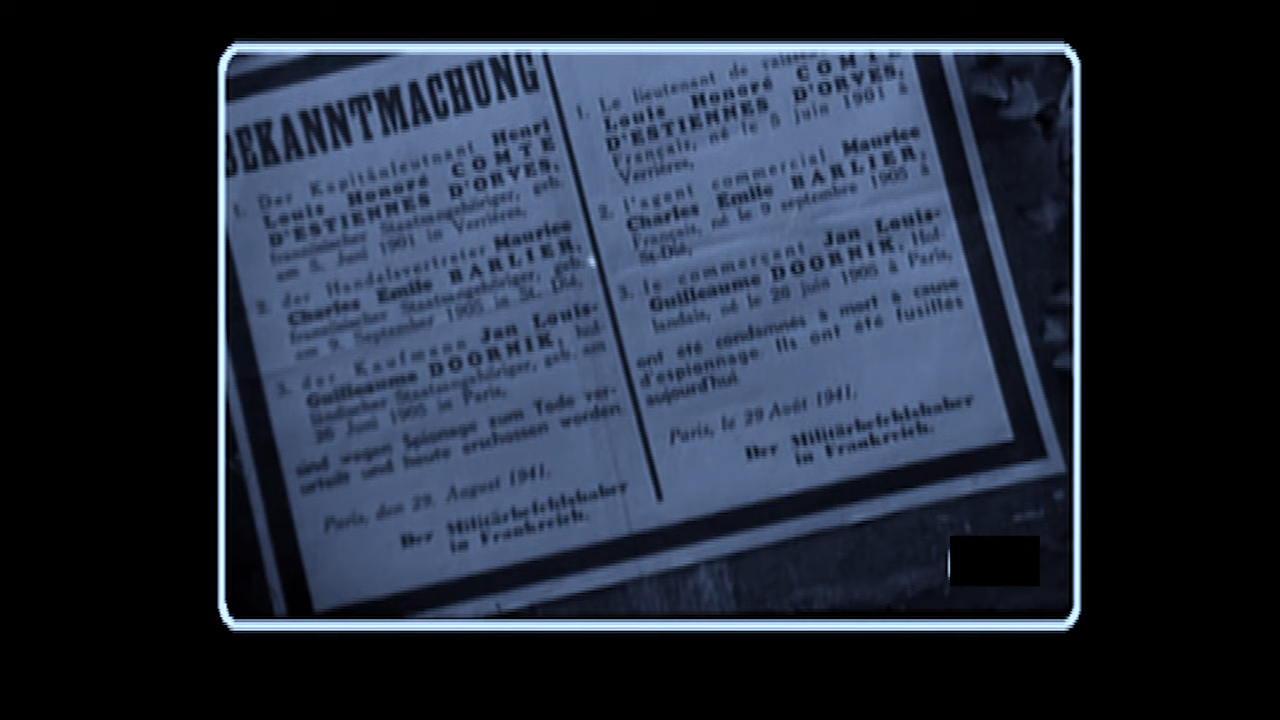 BEKANNTMACHUNG
1. Der Kapitänleutnant Henri
Louis Honoré COMTE
D'ESTIENNES D'ORVES,
französischer Staatsangehöriger, geb.
am 5. Juni 1901 in Verrières,
2. der Handelsvertreter Maurice
Charles Emile BARLIER,
französischer Staatsangehöriger, geb.
am 9. September 1905 in St. Dié,
3. der Kaufmann Jan Louis-
Guilleaume DOORNIK, hol-
ländischer Staatsangehöriger, geb. am
26 Juni 1905 in Paris,
sind wegen Spionage zum Tode ver-
urteilt und heute erschossen worden.
Paris, den 29. August 1941.
Der Militärbefehlshaber
in Frankreich.
1. Le lieutenant de vaisseau
Louis Honoré COMTE
D'ESTIENNES D'ORVES,
Français, né le 5 juin 1901 à
Verrières,
2. l'agent commercial Maurice
Charles Emile BARLIER,
Français, né le 9 septembre 1905 à
St-Dié,
3. le commerçant Jan Louis-
Guilleaume DOORNIK, Hol-
landais, né le 26 juin 1905 à Paris,
ont été condamnés à mort à cause
d'espionnage. Ils ont été fusillés
aujourd'hui.
Paris, le 29 Août 1941.
Der Militärbefehlshaber
in Frankreich.